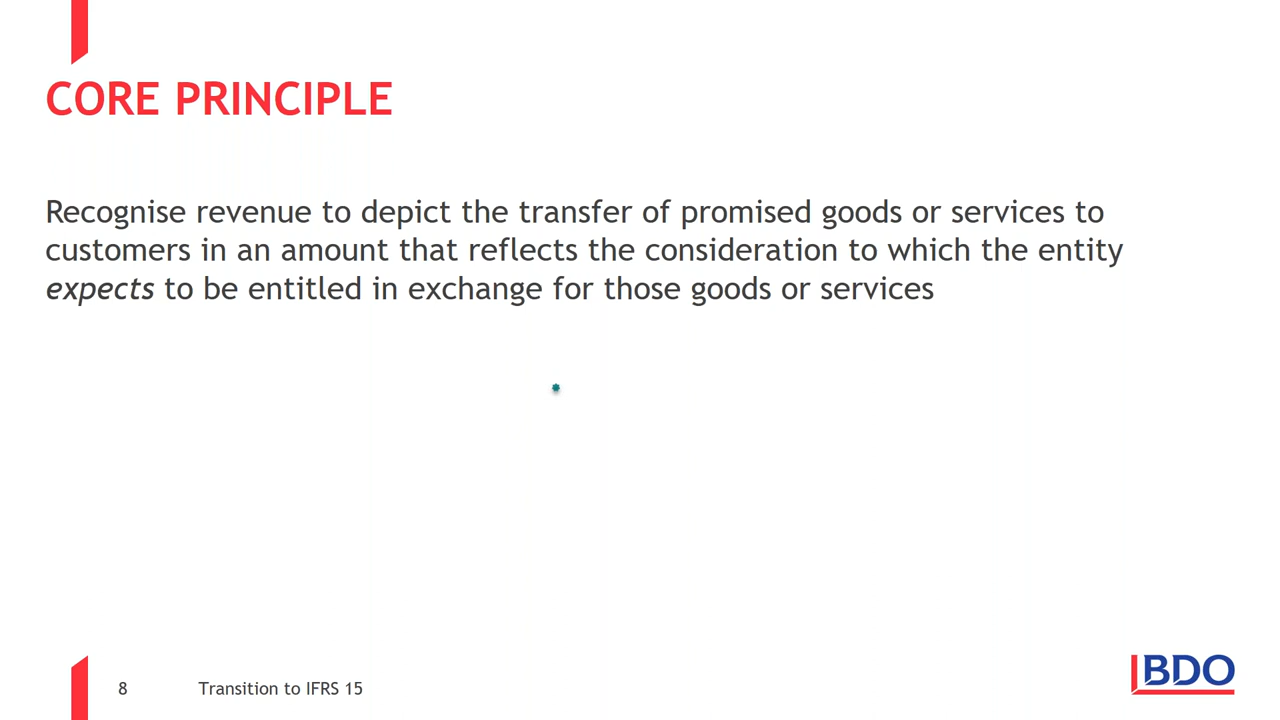 CORE PRINCIPLE
Recognise revenue to depict the transfer of promised goods or services to
customers in an amount that reflects the consideration to which the entity
expects to be entitled in exchange for those goods or services
8 Transition to IFRS 15
BDO